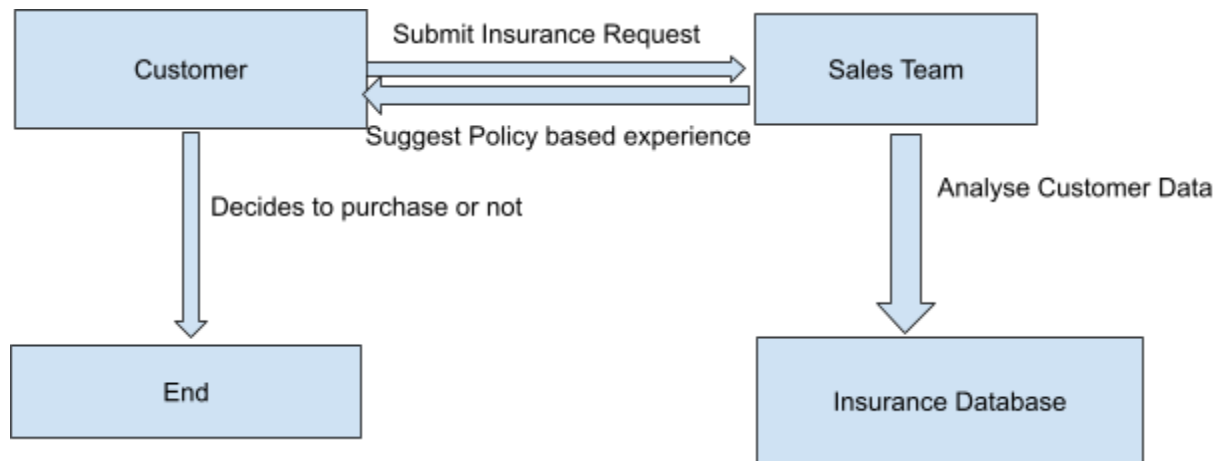 Submit Insurance Request
Customer
Sales Team
Suggest Policy based experience
Analyse Customer Data
Decides to purchase or not
End
Insurance Database